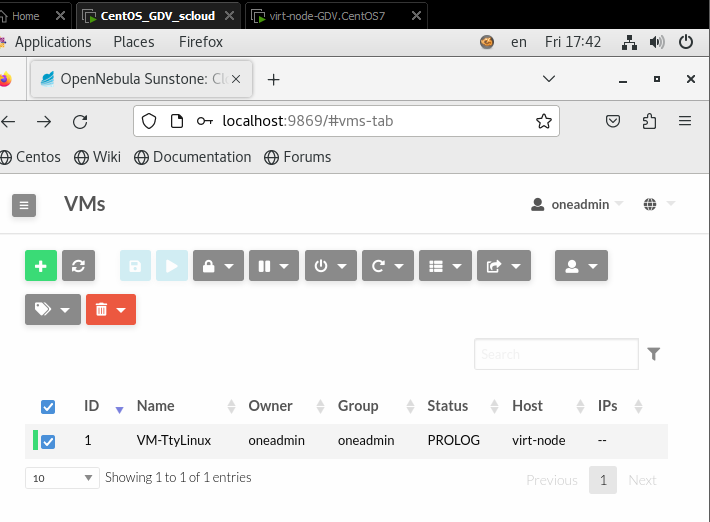 Home CentOS_GDV_scloud virt-node-GDV.CentOS7
Applications Places Firefox en Fri 17:42
OpenNebula Sunstone: Cl
localhost:9869/#vms-tab
Centos Wiki Documentation Forums
VMs oneadmin
Search
ID Name Owner Group Status Host IPs
1 VM-TtyLinux oneadmin oneadmin PROLOG virt-node --
10 Showing 1 to 1 of 1 entries Previous 1 Next